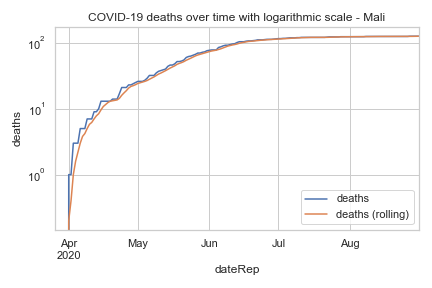 COVID-19 deaths over time with logarithmic scale - Mali
10²
10¹
10⁰
deaths
deaths
deaths (rolling)
Apr
2020
May
Jun
Jul
Aug
dateRep